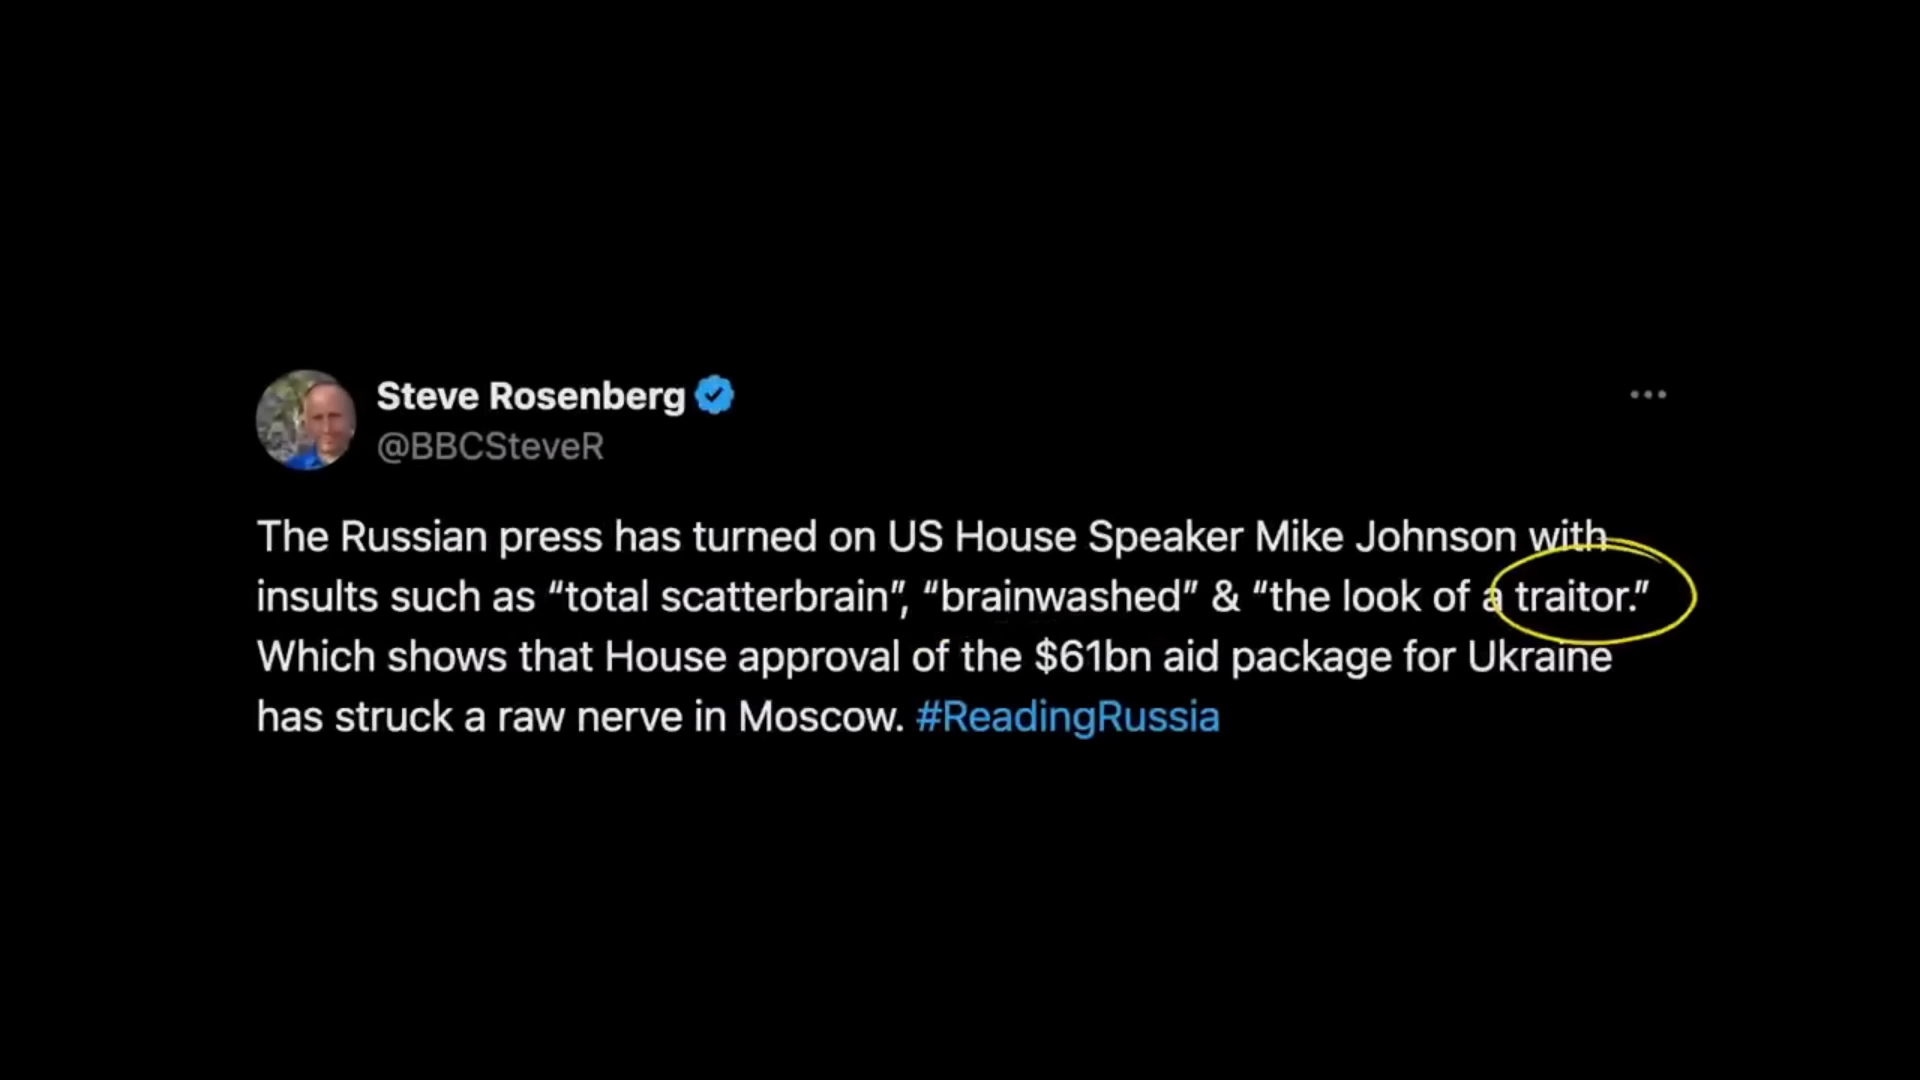 Steve Rosenberg
@BBCSteveR
The Russian press has turned on US House Speaker Mike Johnson with
insults such as “total scatterbrain”, “brainwashed” & “the look of a traitor.”
Which shows that House approval of the $61bn aid package for Ukraine
has struck a raw nerve in Moscow. #ReadingRussia